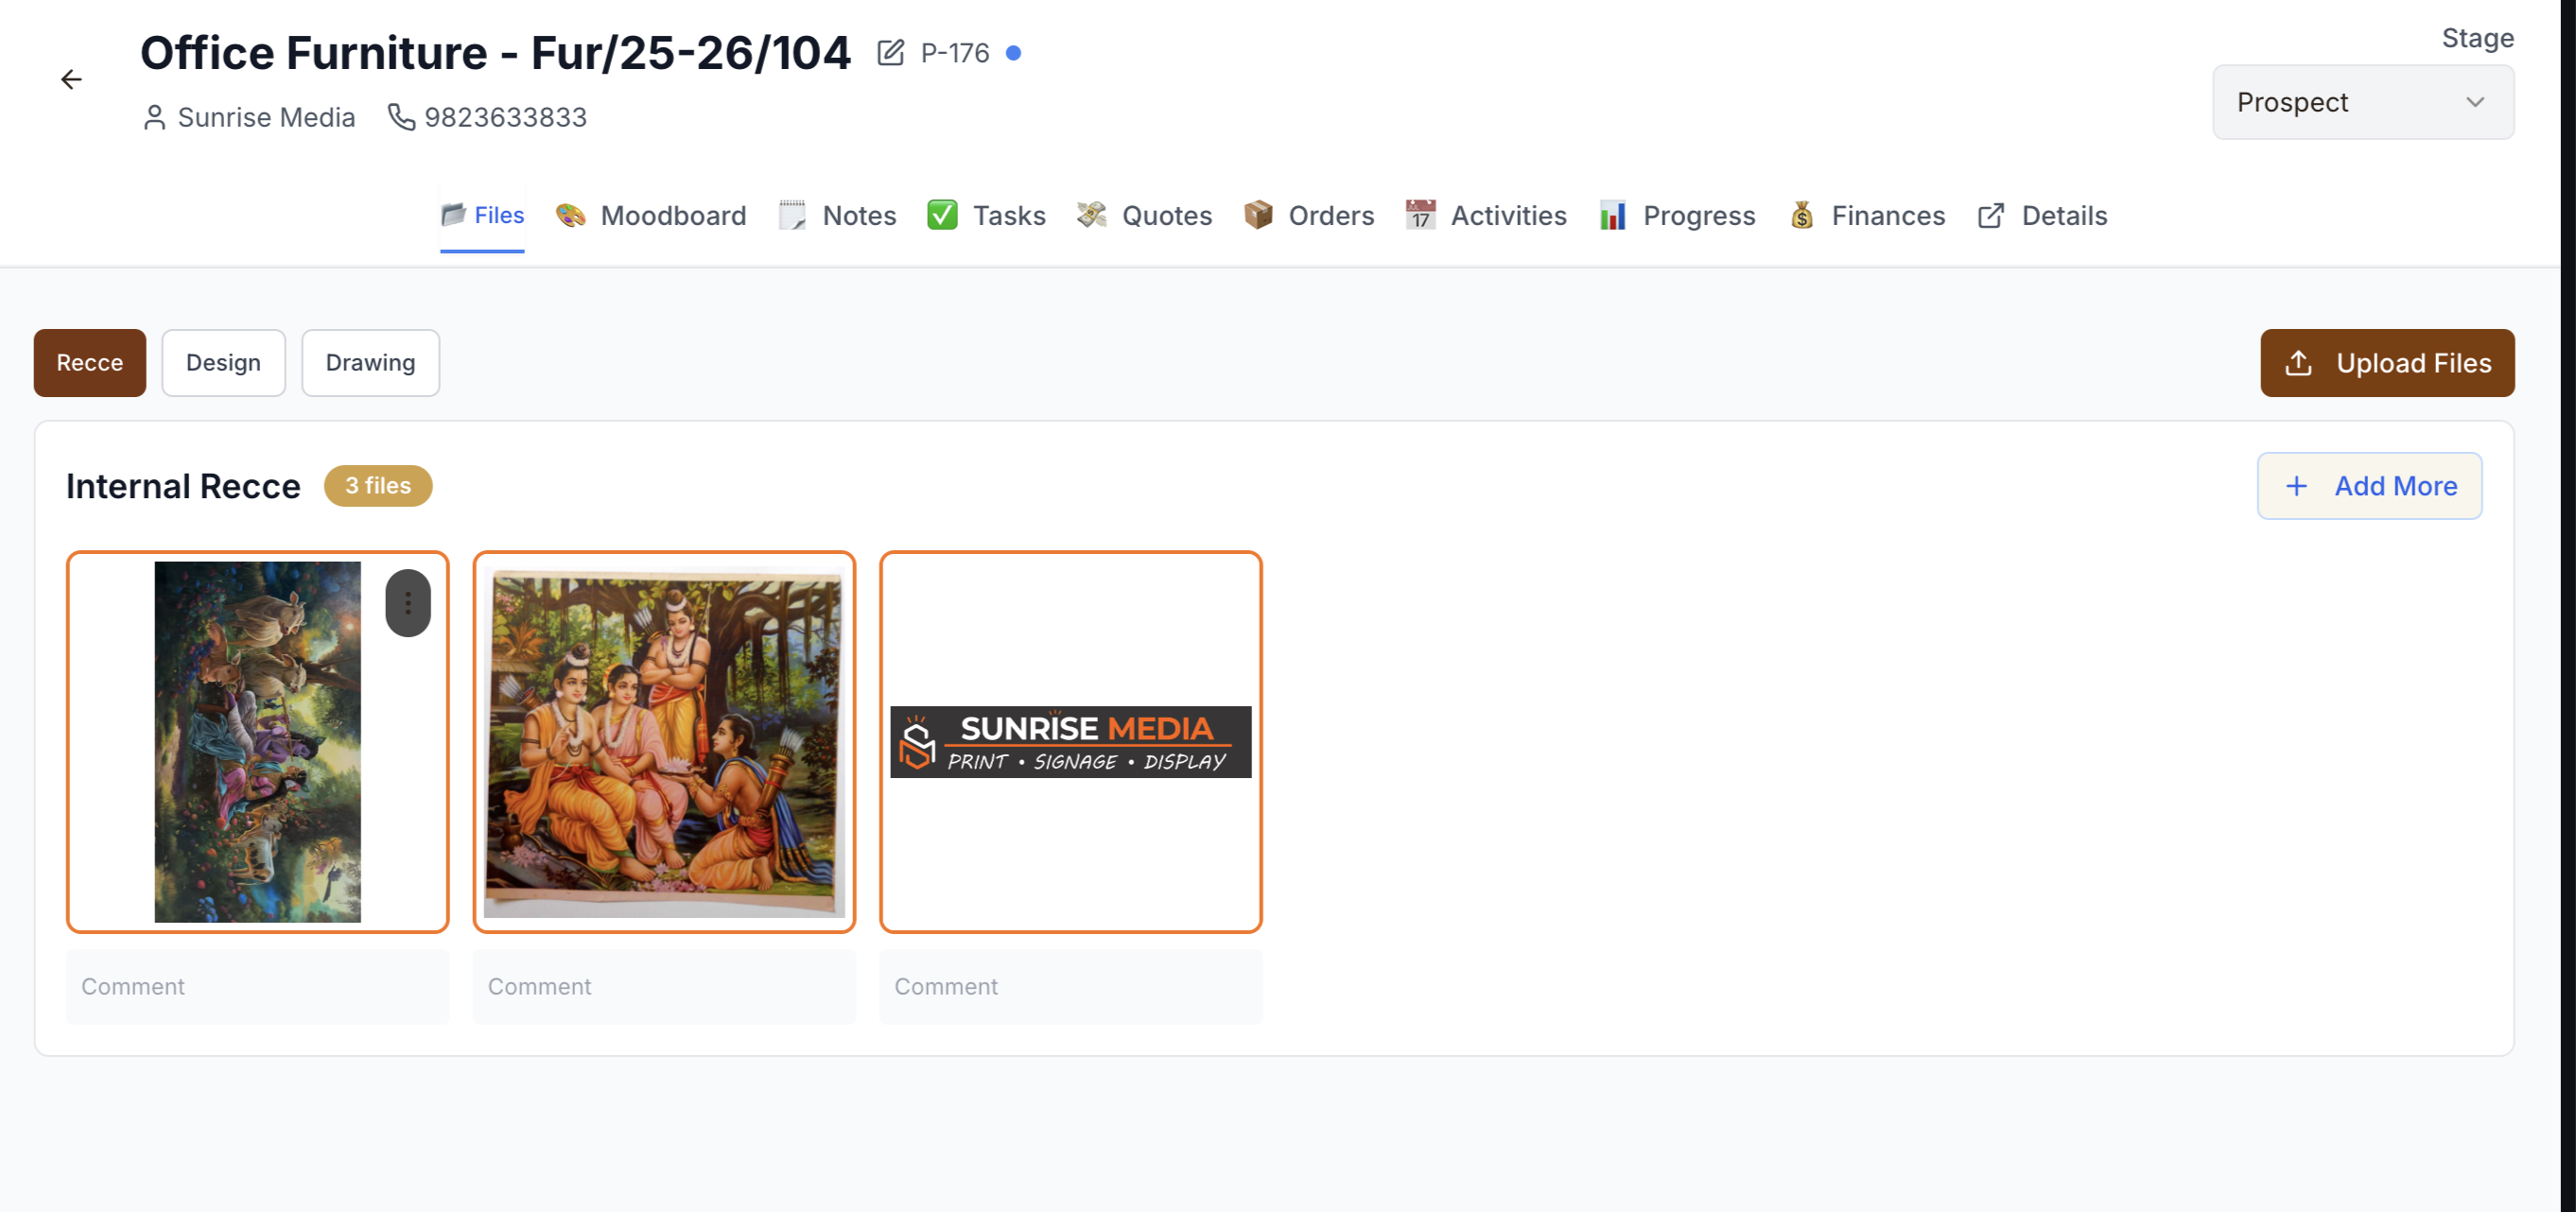 Office Furniture - Fur/25-26/104 P-176
Stage
Sunrise Media 9823633833
Prospect
Files Moodboard Notes Tasks Quotes Orders JUL 17 Activities Progress Finances Details
Recce Design Drawing Upload Files
Internal Recce 3 files Add More
SUNRISE MEDIA
PRINT • SIGNAGE • DISPLAY
Comment Comment Comment